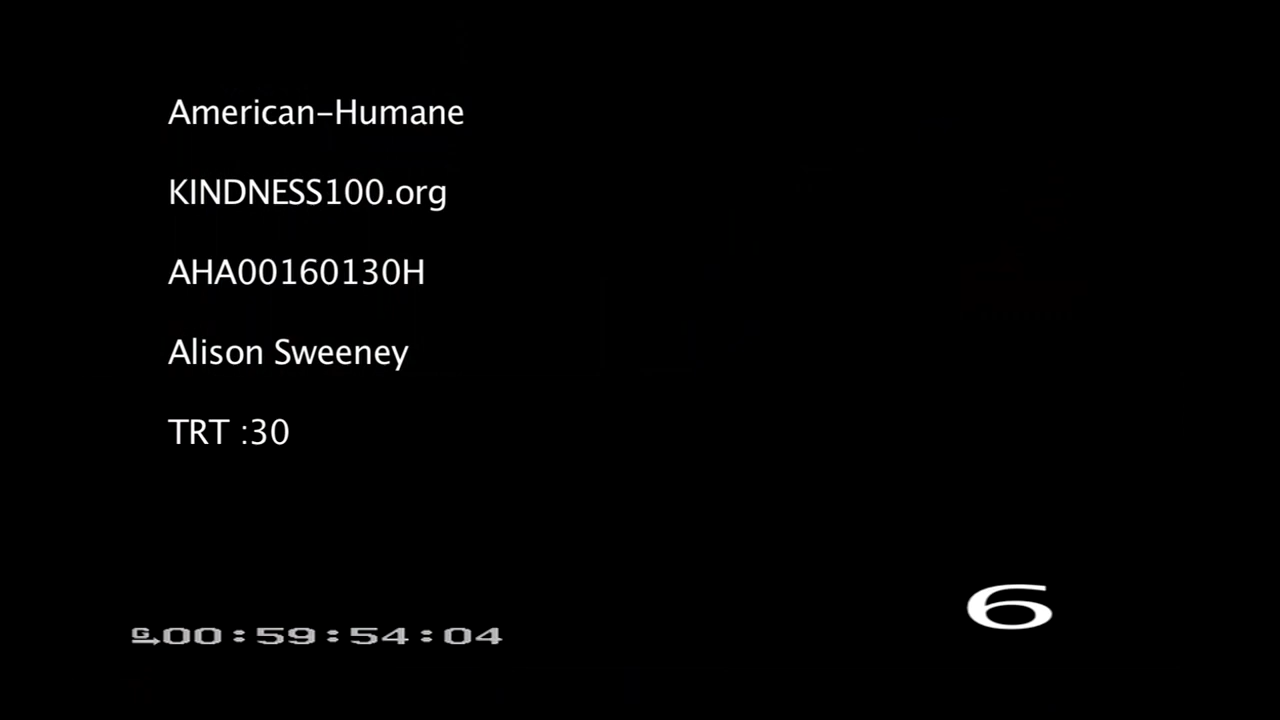 American-Humane
KINDNESS100.org
AHA00160130H
Alison Sweeney
TRT :30
00:59:54:04
6